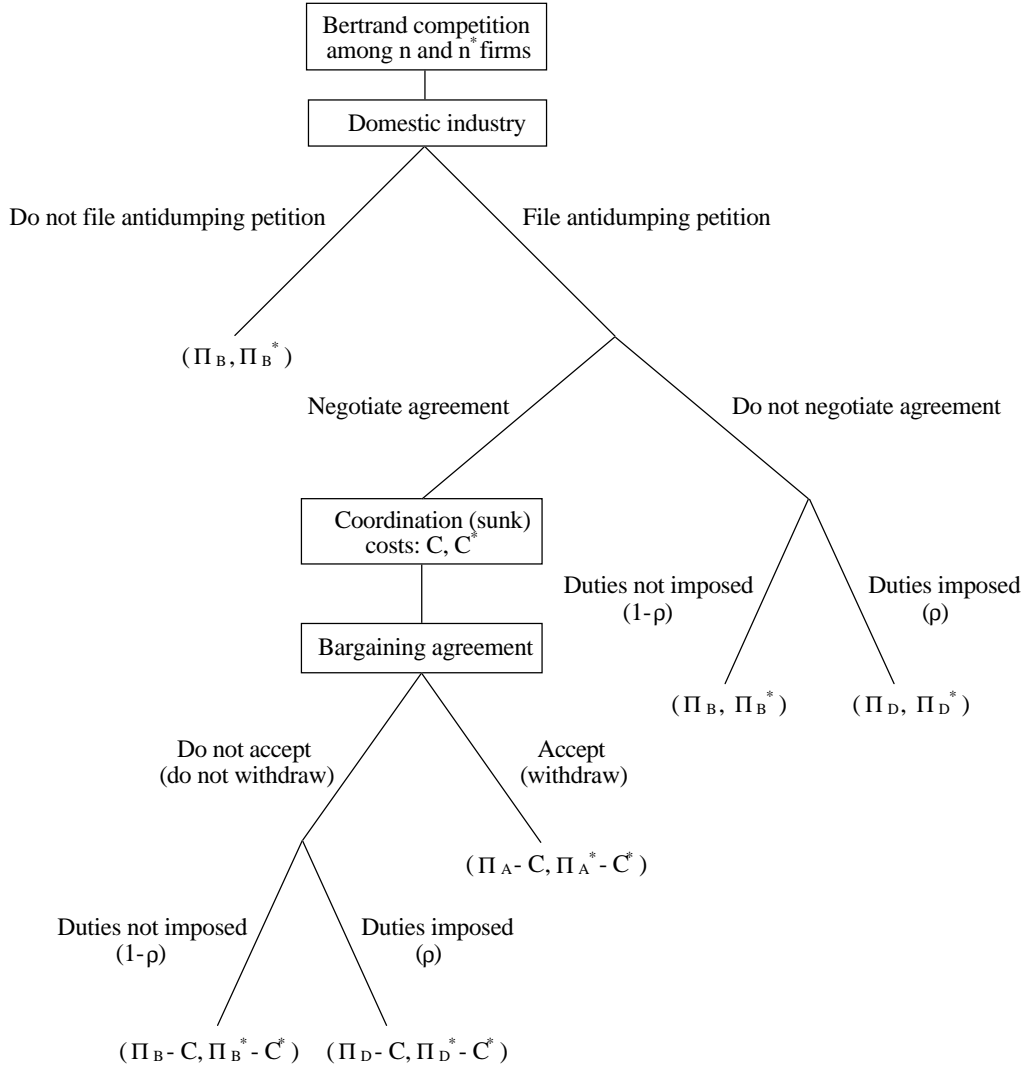 Bertrand competition
among n and n* firms
Domestic industry
Do not file antidumping petition
File antidumping petition
(Π B, Π B*)
Negotiate agreement
Do not negotiate agreement
Coordination (sunk)
costs: C, C*
Duties not imposed
(1-ρ)
Duties imposed
(ρ)
Bargaining agreement
(Π B, Π B*)
(Π D, Π D*)
Do not accept
(do not withdraw)
Accept
(withdraw)
(Π A - C, Π A* - C*)
Duties not imposed
(1-ρ)
Duties imposed
(ρ)
(Π B - C, Π B* - C*)
(Π D - C, Π D* - C*)